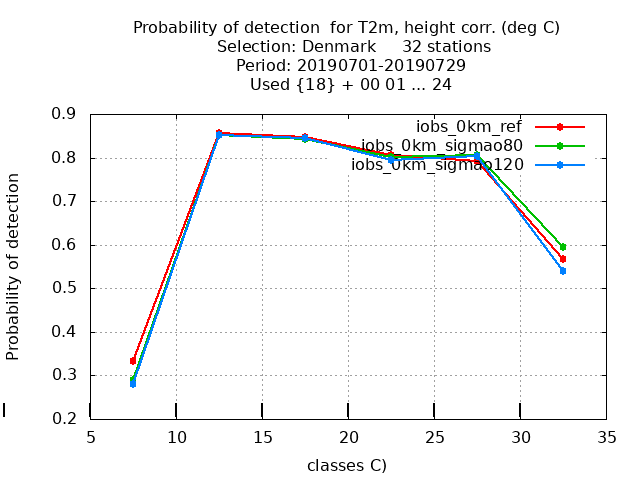 Probability of detection for T2m, height corr. (deg C)
Selection: Denmark 32 stations
Period: 20190701-20190729
Used {18} + 00 01 ... 24
iobs_0km_ref
iobs_0km_sigmao80
iobs_0km_sigmao120
Probability of detection
0.9
0.8
0.7
0.6
0.5
0.4
0.3
0.2
5 10 15 20 25 30 35
classes C)